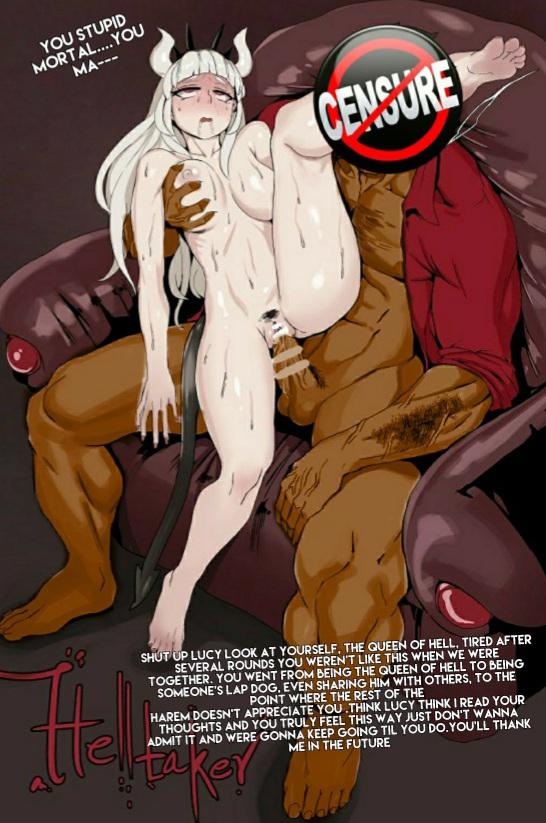 YOU STUPID
MORTAL....YOU
MA---
CENSURE
SHUT UP LUCY LOOK AT YOURSELF, THE QUEEN OF HELL, TIRED AFTER
SEVERAL ROUNDS YOU WEREN'T LIKE THIS WHEN WE WERE
TOGETHER. YOU WENT FROM BEING THE QUEEN OF HELL TO BEING
SOMEONE'S LAP DOG, EVEN SHARING HIM WITH OTHERS, TO THE
POINT WHERE THE REST OF THE
HAREM DOESN'T APPRECIATE YOU .THINK LUCY THINK I READ YOUR
THOUGHTS AND YOU TRULY FEEL THIS WAY JUST DON'T WANNA
ADMIT IT AND WE'RE GONNA KEEP GOING TIL YOU DO.YOU'LL THANK
ME IN THE FUTURE
Helltaker